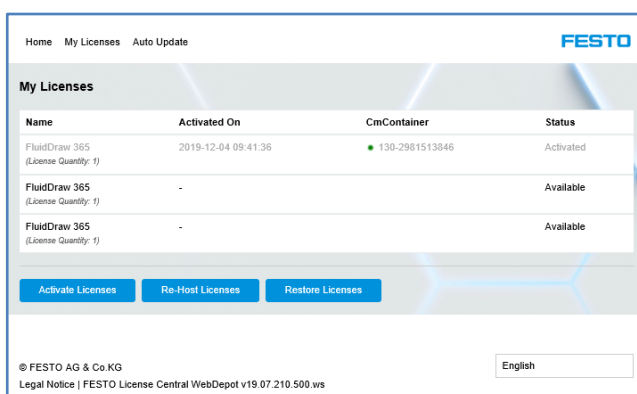 Home My Licenses Auto Update FESTO
My Licenses
Name Activated On CmContainer Status
FluidDraw 365 2019-12-04 09:41:36 130-2981513846 Activated
(License Quantity: 1)
FluidDraw 365 - Available
(License Quantity: 1)
FluidDraw 365 - Available
(License Quantity: 1)
Activate Licenses Re-Host Licenses Restore Licenses
© FESTO AG & Co.KG English
Legal Notice | FESTO License Central WebDepot v19.07.210.500.ws